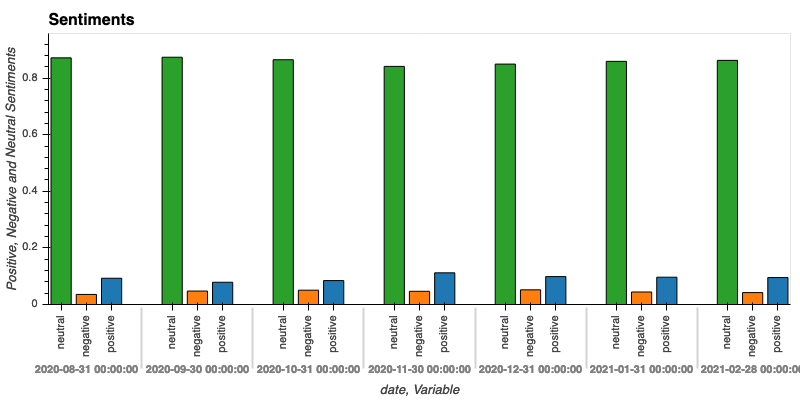 Sentiments
Positive, Negative and Neutral Sentiments
0.8
0.6
0.4
0.2
0
neutral negative positive neutral negative positive neutral negative positive neutral negative positive neutral negative positive neutral negative positive neutral negative positive
2020-08-31 00:00:00 2020-09-30 00:00:00 2020-10-31 00:00:00 2020-11-30 00:00:00 2020-12-31 00:00:00 2021-01-31 00:00:00 2021-02-28 00:00:00
date, Variable